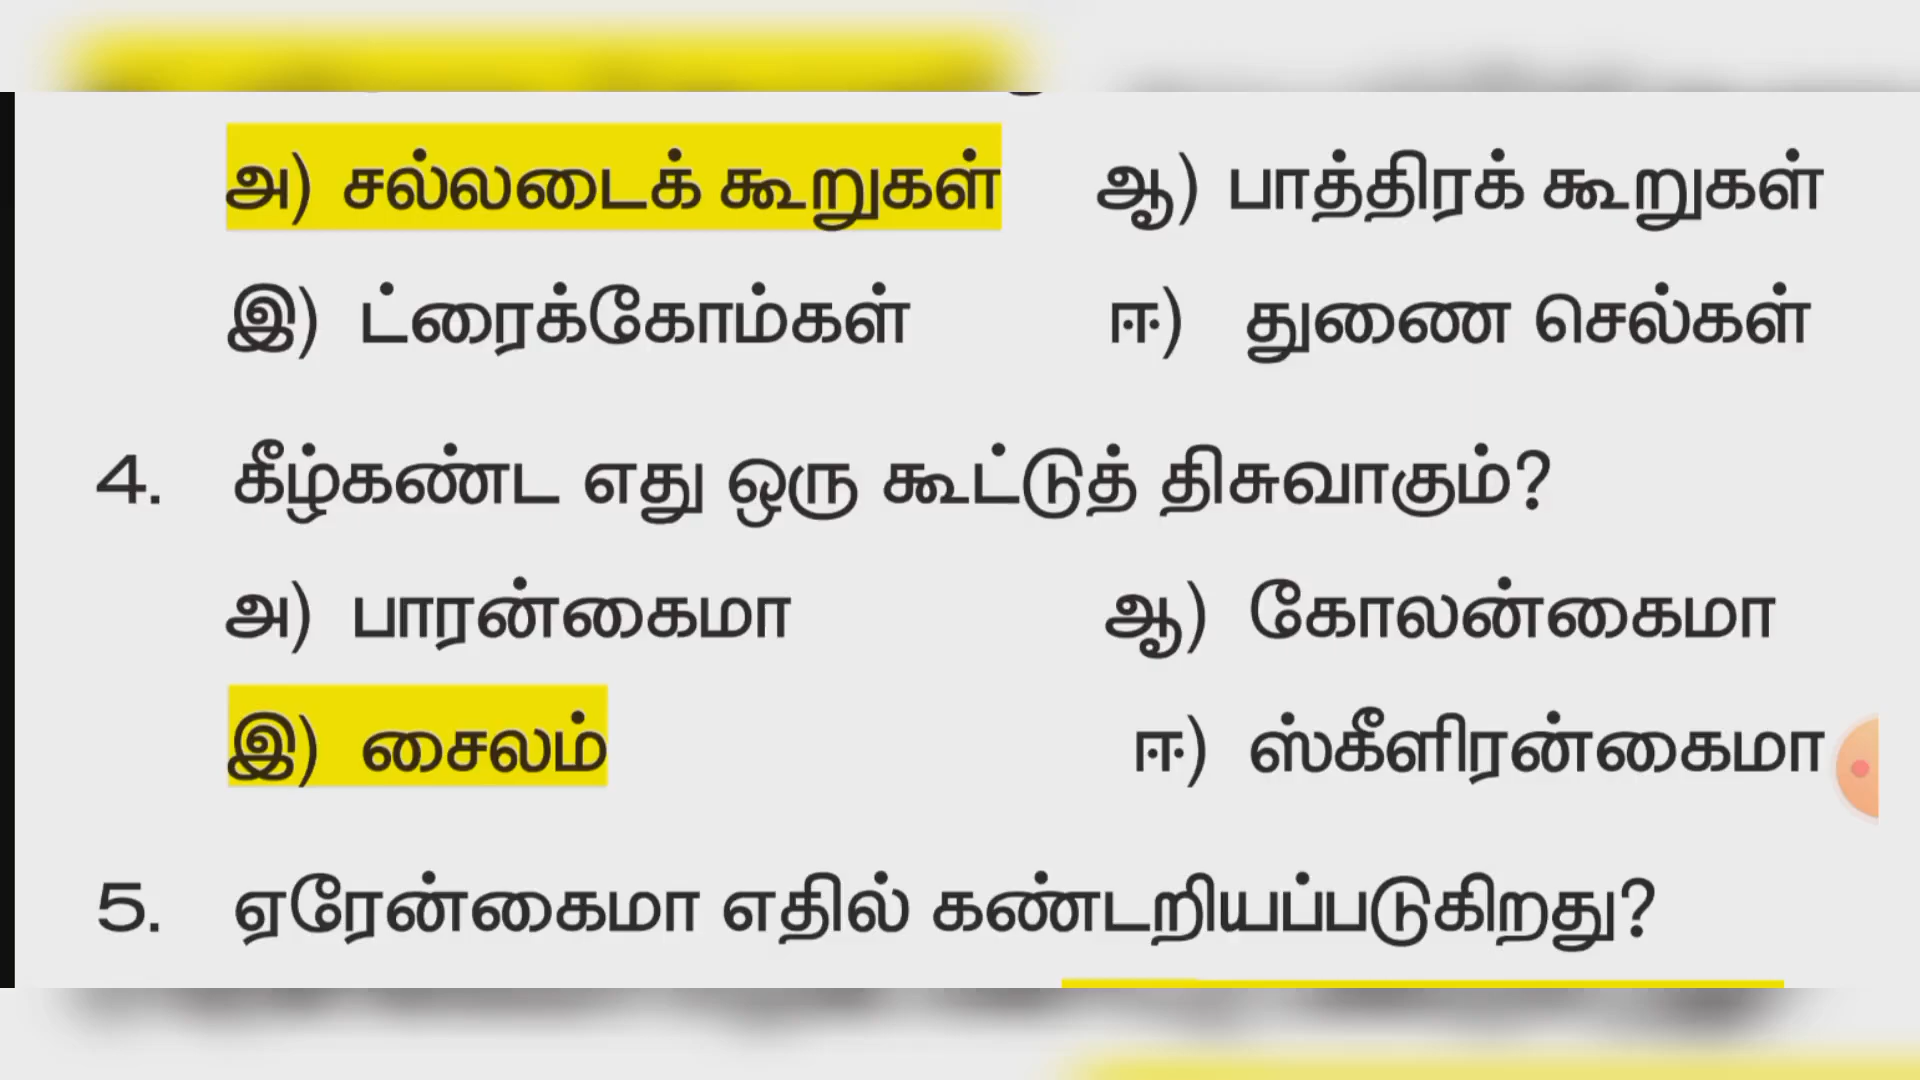 அ) சல்லடைக் கூறுகள் ஆ) பாத்திரக் கூறுகள்
இ) ட்ரைக்கோம்கள் ஈ) துணை செல்கள்
4. கீழ்கண்ட எது ஒரு கூட்டுத் திசுவாகும்?
அ) பாரன்கைமா ஆ) கோலன்கைமா
இ) சைலம் ஈ) ஸ்கீளிரன்கைமா
5. ஏரேன்கைமா எதில் கண்டறியப்படுகிறது?